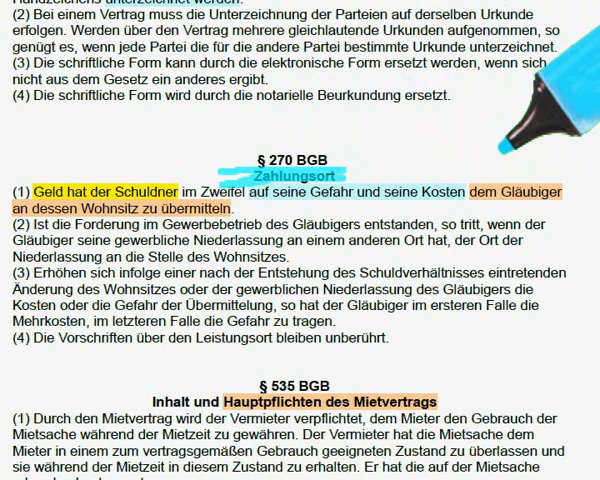 Handzeichens unterzeichnet werden.
(2) Bei einem Vertrag muss die Unterzeichnung der Parteien auf derselben Urkunde
erfolgen. Werden über den Vertrag mehrere gleichlautende Urkunden aufgenommen, so
genügt es, wenn jede Partei die für die andere Partei bestimmte Urkunde unterzeichnet.
(3) Die schriftliche Form kann durch die elektronische Form ersetzt werden, wenn sich
nicht aus dem Gesetz ein anderes ergibt.
(4) Die schriftliche Form wird durch die notarielle Beurkundung ersetzt.
§ 270 BGB
Zahlungsort
(1) Geld hat der Schuldner im Zweifel auf seine Gefahr und seine Kosten dem Gläubiger
an dessen Wohnsitz zu übermitteln.
(2) Ist die Forderung im Gewerbebetrieb des Gläubigers entstanden, so tritt, wenn der
Gläubiger seine gewerbliche Niederlassung an einem anderen Ort hat, der Ort der
Niederlassung an die Stelle des Wohnsitzes.
(3) Erhöhen sich infolge einer nach der Entstehung des Schuldverhältnisses eintretenden
Änderung des Wohnsitzes oder der gewerblichen Niederlassung des Gläubigers die
Kosten oder die Gefahr der Übermittelung, so hat der Gläubiger im ersteren Falle die
Mehrkosten, im letzteren Falle die Gefahr zu tragen.
(4) Die Vorschriften über den Leistungsort bleiben unberührt.
§ 535 BGB
Inhalt und Hauptpflichten des Mietvertrags
(1) Durch den Mietvertrag wird der Vermieter verpflichtet, dem Mieter den Gebrauch der
Mietsache während der Mietzeit zu gewähren. Der Vermieter hat die Mietsache dem
Mieter in einem zum vertragsgemäßen Gebrauch geeigneten Zustand zu überlassen und
sie während der Mietzeit in diesem Zustand zu erhalten. Er hat die auf der Mietsache